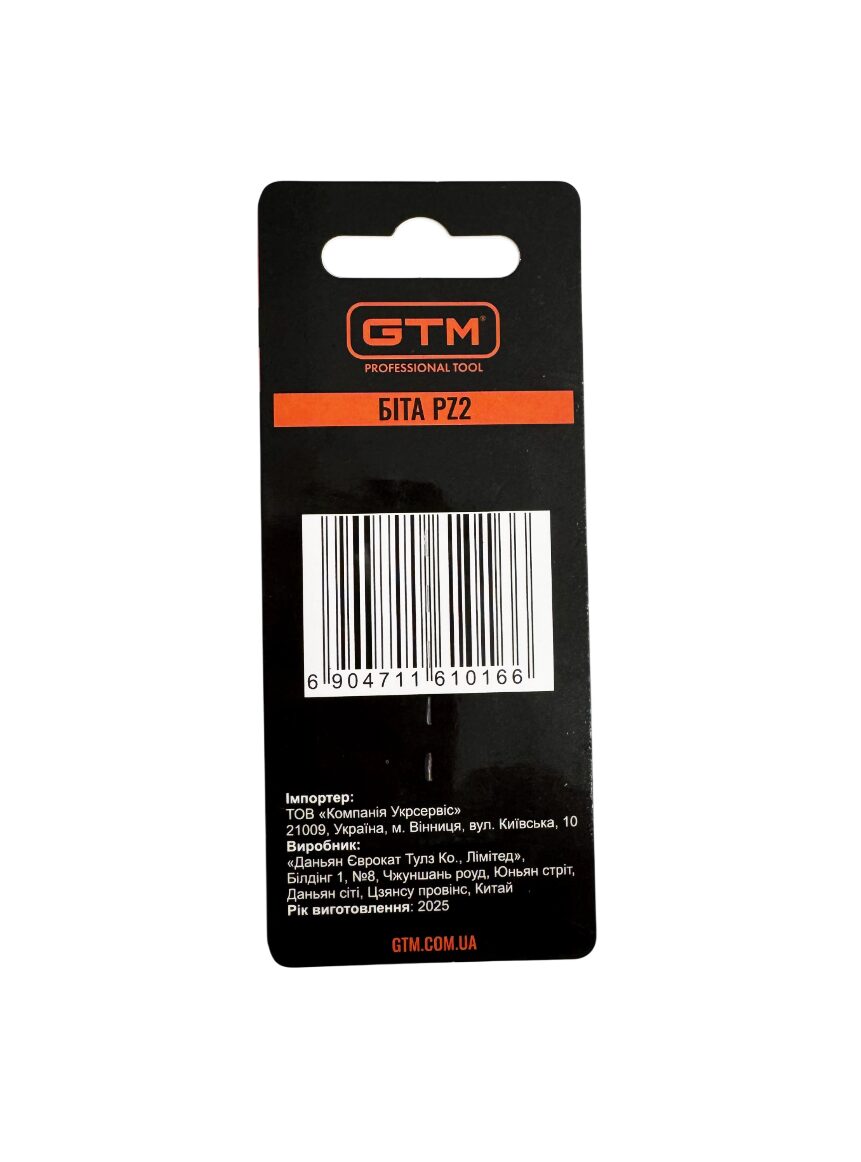 GTM®
PROFESSIONAL TOOL
БІТА PZ2
6 904711 610166
Імпортер:
ТОВ «Компанія Укрсервіс»
21009, Україна, м. Вінниця, вул. Київська, 10
Виробник:
«Даньян Єврокат Тулз Ко., Лімітед»,
Білдінг 1, №8, Чжуншань роуд, Юньян стріт,
Даньян сіті, Цзянсу провінс, Китай
Рік виготовлення: 2025
GTM.COM.UA